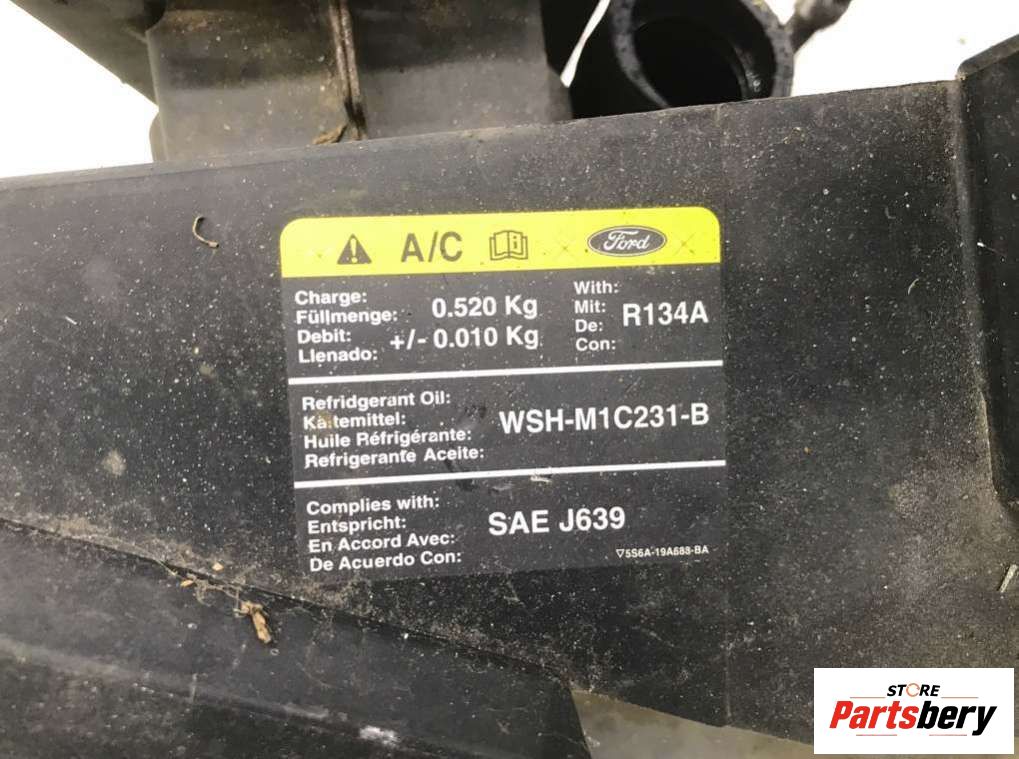 A/C Ford
Charge:
Füllmenge:
Debit:
Llenado:
0.520 Kg
+/- 0.010 Kg
With:
Mit:
De:
Con:
R134A
Refridgerant Oil:
Kältemittel:
Huile Réfrigérante:
Refrigerante Aceite:
WSH-M1C231-B
Complies with:
Entspricht:
En Accord Avec:
De Acuerdo Con:
SAE J639
5S6A-19A688-BA
STORE
Partsbery